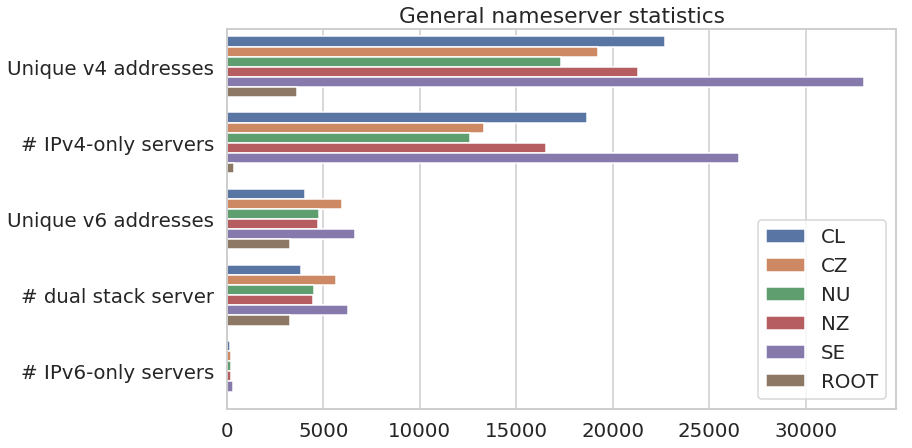 General nameserver statistics
Unique v4 addresses
# IPv4-only servers
Unique v6 addresses
# dual stack server
# IPv6-only servers
CL
CZ
NU
NZ
SE
ROOT
0 5000 10000 15000 20000 25000 30000